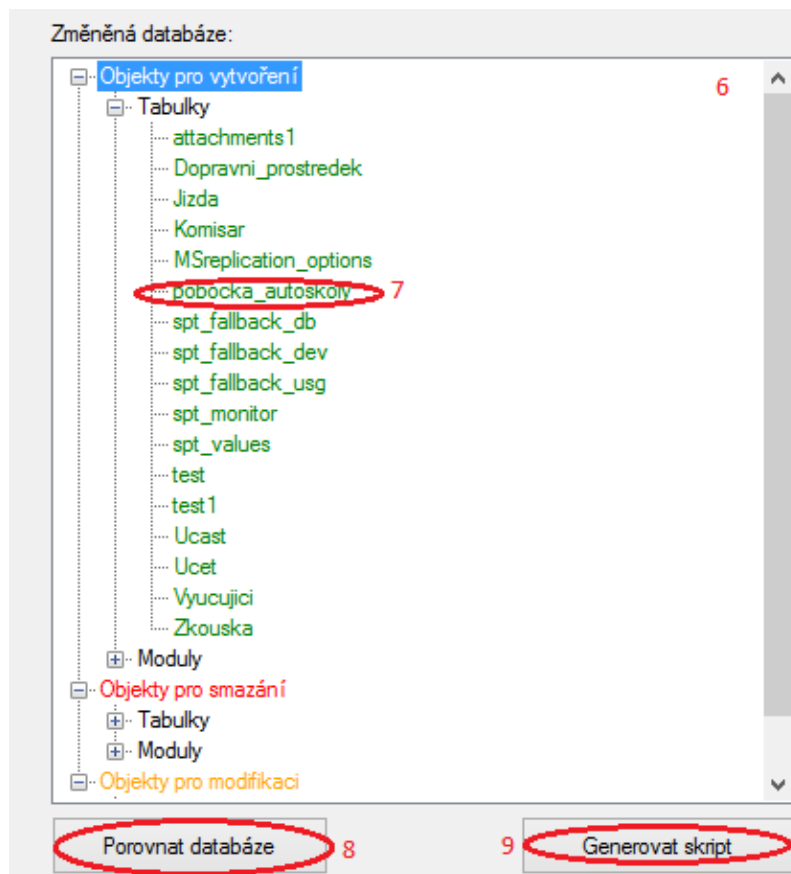 Změněná databáze:
Objekty pro vytvoření 6
Tabulky
attachments1
Dopravni_prostredek
Jizda
Komisar
MSreplication_options
pobocka_autoskoly 7
spt_fallback_db
spt_fallback_dev
spt_fallback_usg
spt_monitor
spt_values
test
test1
Ucast
Ucet
Vyucujici
Zkouska
Moduly
Objekty pro smazání
Tabulky
Moduly
Objekty pro modifikaci
Porovnat databáze 8 9 Generovat skript